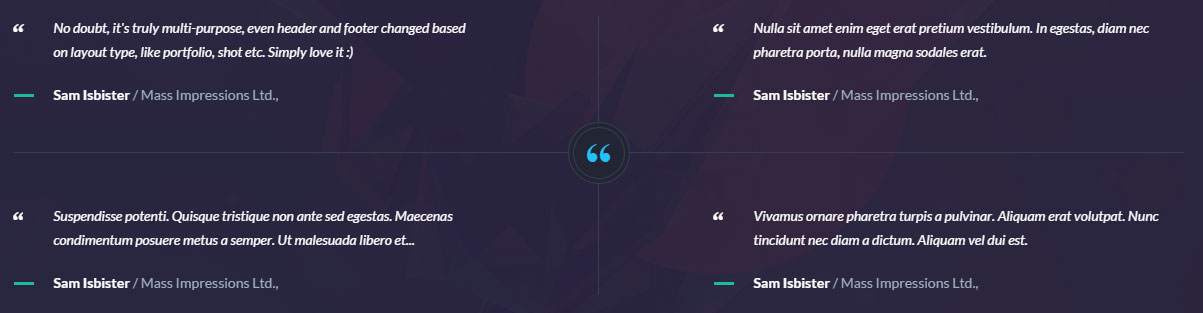 “ No doubt, it's truly multi-purpose, even header and footer changed based
on layout type, like portfolio, shot etc. Simply love it :)
Sam Isbister / Mass Impressions Ltd.,
“ Nulla sit amet enim eget erat pretium vestibulum. In egestas, diam nec
pharetra porta, nulla magna sodales erat.
Sam Isbister / Mass Impressions Ltd.,
“
“ Suspendisse potenti. Quisque tristique non ante sed egestas. Maecenas
condimentum posuere metus a semper. Ut malesuada libero et...
Sam Isbister / Mass Impressions Ltd.,
“ Vivamus ornare pharetra turpis a pulvinar. Aliquam erat volutpat. Nunc
tincidunt nec diam a dictum. Aliquam vel dui est.
Sam Isbister / Mass Impressions Ltd.,